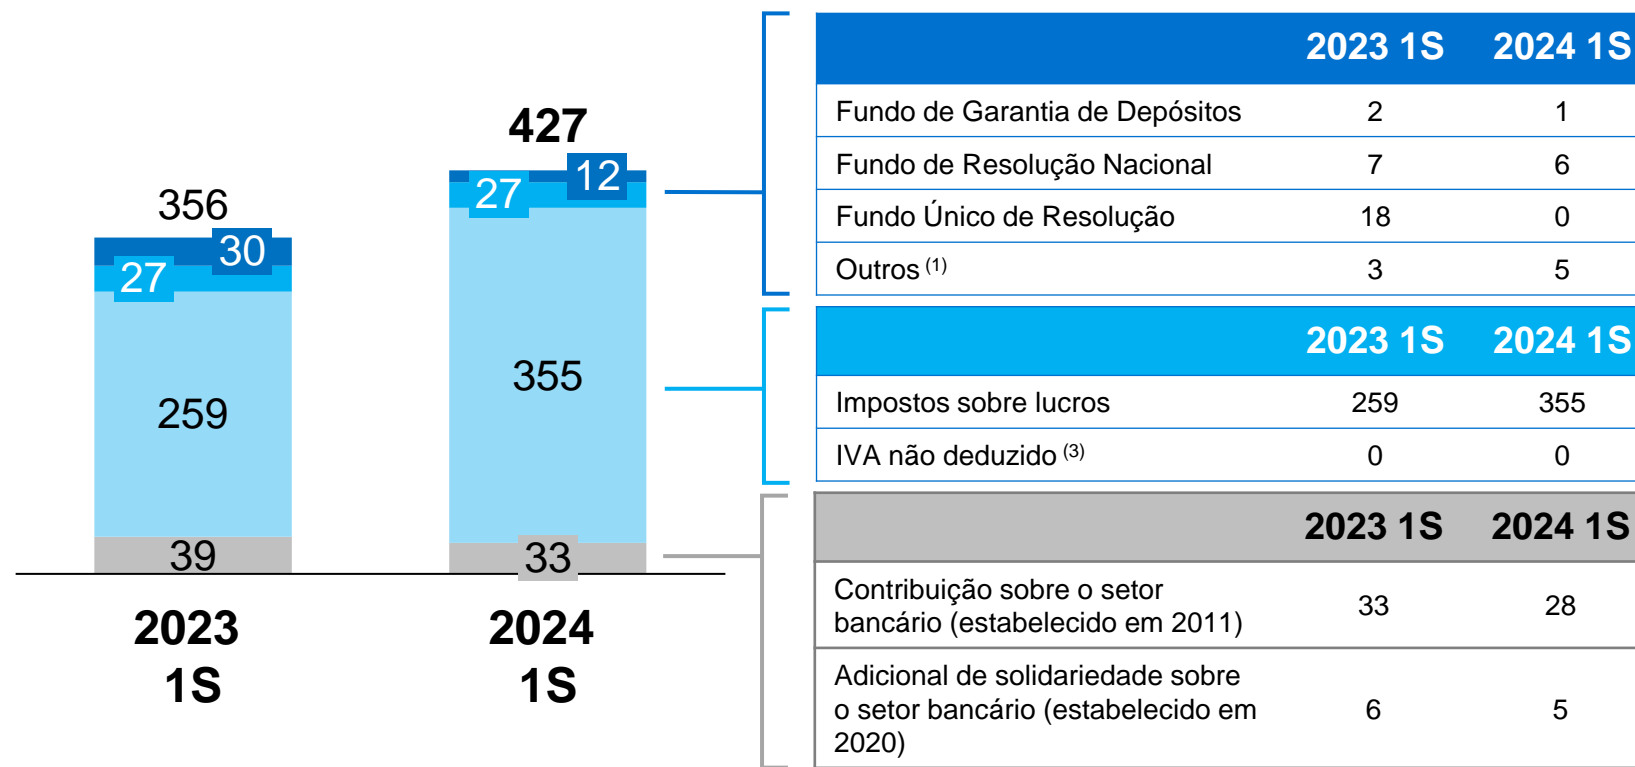 356
30
27
259
39
2023
1S
427
12
27
355
33
2024
1S
2023 1S 2024 1S
Fundo de Garantia de Depósitos 2 1
Fundo de Resolução Nacional 7 6
Fundo Único de Resolução 18 0
Outros (1) 3 5
2023 1S 2024 1S
Impostos sobre lucros 259 355
IVA não deduzido (3) 0 0
2023 1S 2024 1S
Contribuição sobre o setor
bancário (estabelecido em 2011) 33 28
Adicional de solidariedade sobre
o setor bancário (estabelecido em 6 5
2020)